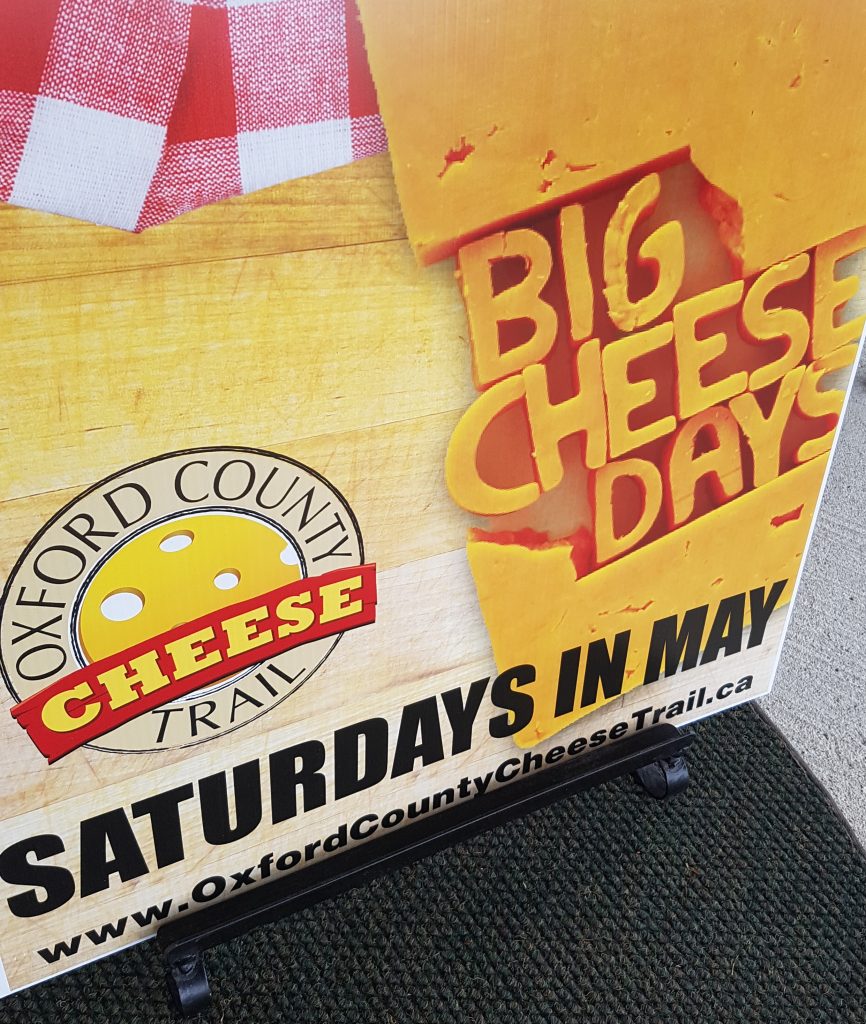 BIG
CHEESE
DAYS
OXFORD COUNTY
CHEESE
TRAIL
SATURDAYS IN MAY
www.OxfordCountyCheeseTrail.ca